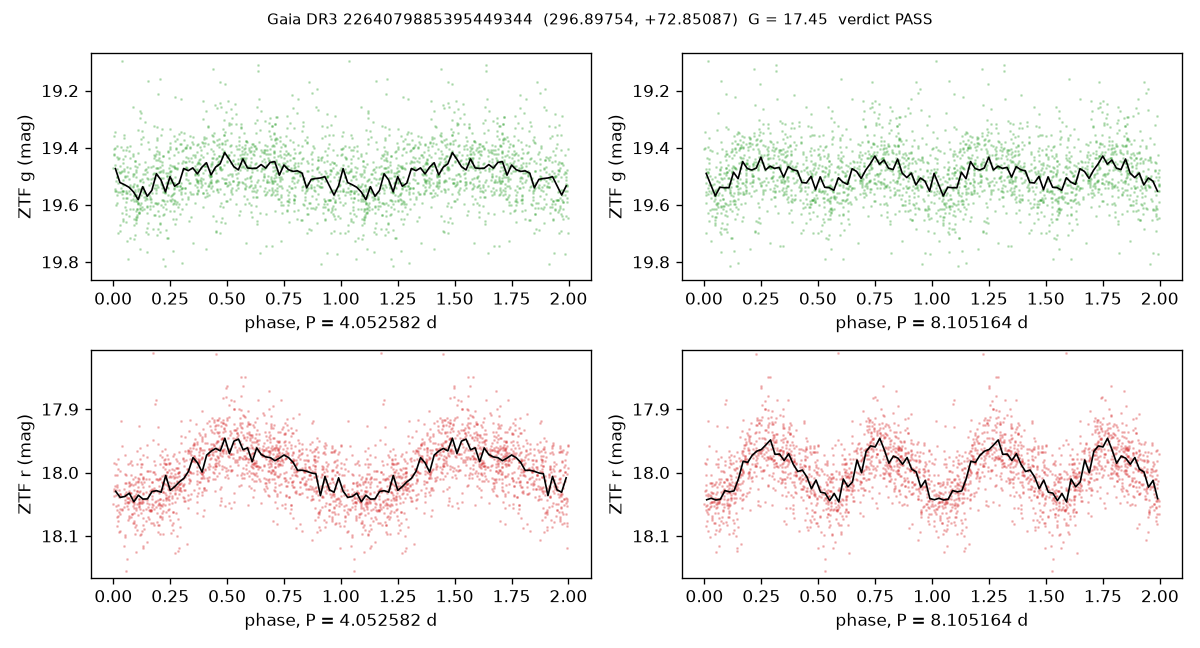 Gaia DR3 2264079885395449344 (296.89754, +72.85087) G = 17.45 verdict PASS
ZTF g (mag)
19.2
19.4
19.6
19.8
0.00 0.25 0.50 0.75 1.00 1.25 1.50 1.75 2.00
phase, P = 4.052582 d
ZTF g (mag)
19.2
19.4
19.6
19.8
0.00 0.25 0.50 0.75 1.00 1.25 1.50 1.75 2.00
phase, P = 8.105164 d
ZTF r (mag)
17.9
18.0
18.1
0.00 0.25 0.50 0.75 1.00 1.25 1.50 1.75 2.00
phase, P = 4.052582 d
ZTF r (mag)
17.9
18.0
18.1
0.00 0.25 0.50 0.75 1.00 1.25 1.50 1.75 2.00
phase, P = 8.105164 d